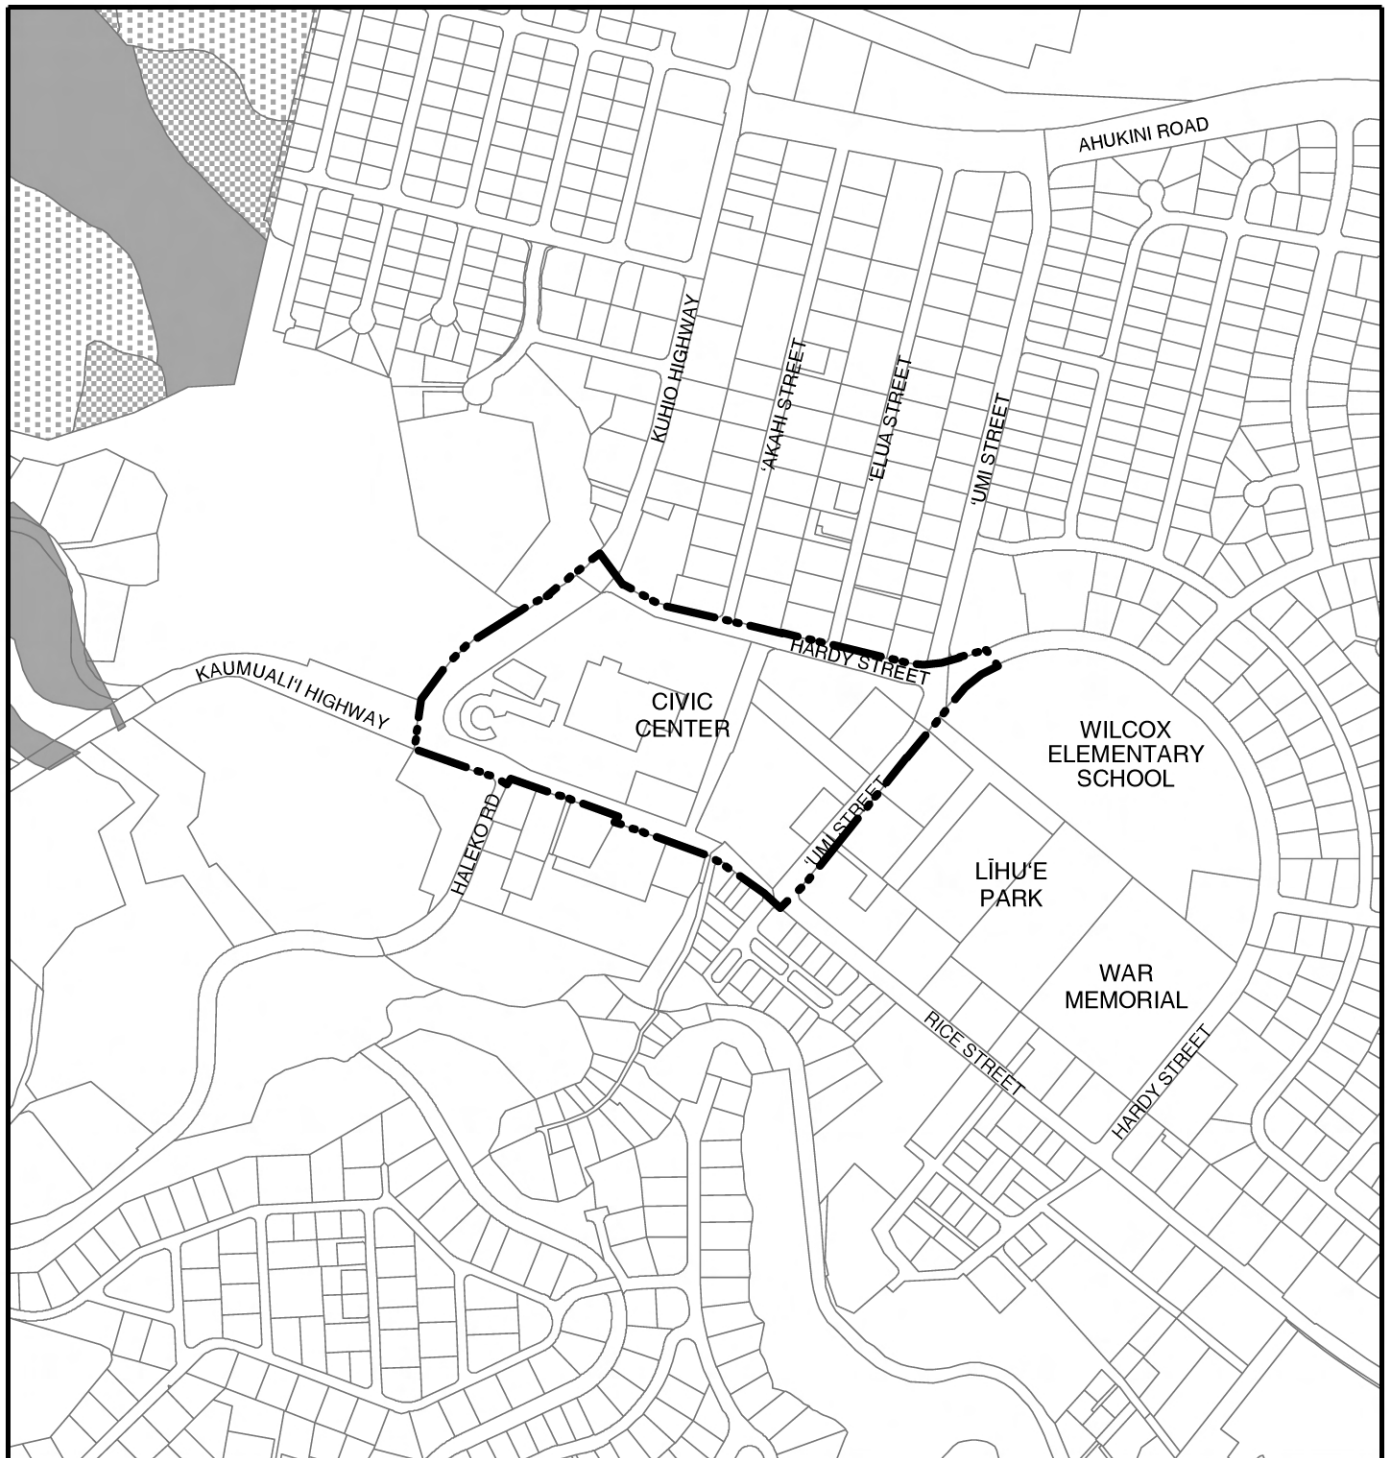 AHUKINI ROAD
KUHIO HIGHWAY
ʻAKAHI STREET
ʻELUA STREET
ʻUMI STREET
HARDY STREET
KAUMUALIʻI HIGHWAY
CIVIC
CENTER
WILCOX
ELEMENTARY
SCHOOL
HALEKO RD
ʻUMI STREET
LĪHUʻE
PARK
WAR
MEMORIAL
RICE STREET
HARDY STREET